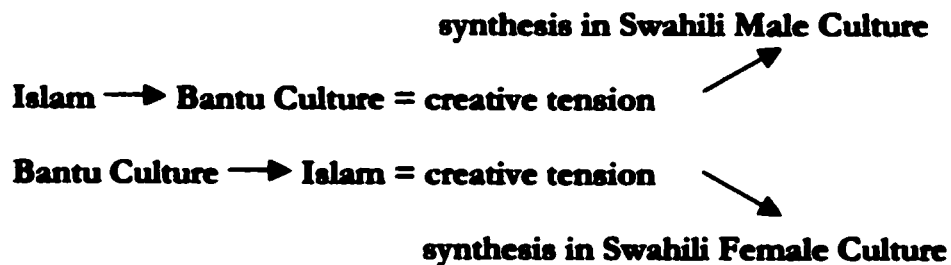 synthesis in Swahili Male Culture
Islam → Bantu Culture = creative tension
Bantu Culture → Islam = creative tension
synthesis in Swahili Female Culture